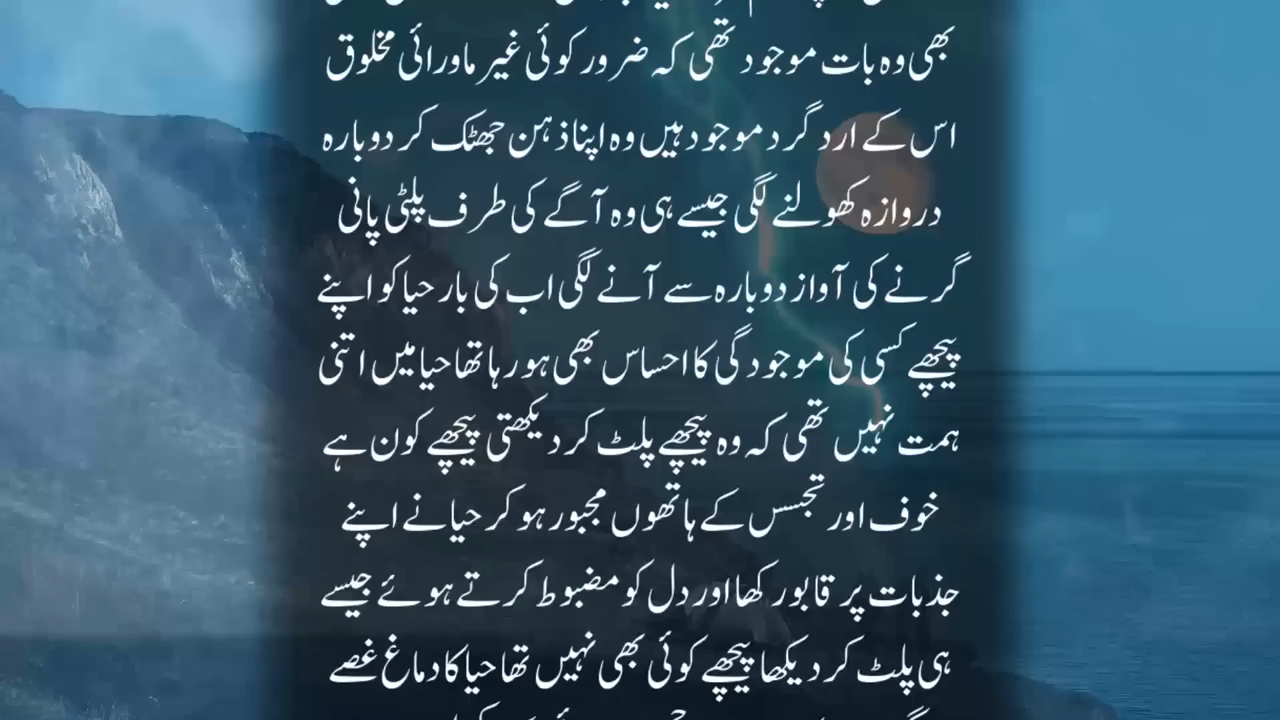 بھی وہ بات موجود تھی کہ ضرور کوئی غیر ماورائی مخلوق
اس کے ارد گرد موجود ہیں وہ اپنا ذہن جھٹک کر دوبارہ
دروازہ کھولنے لگی جیسے ہی وہ آگے کی طرف پلٹی پانی
گرنے کی آواز دوبارہ سے آنے لگی اب کی بار حیا کو اپنے
پیچھے کسی کی موجودگی کا احساس بھی ہو رہا تھا حیا میں اتنی
ہمت نہیں تھی کہ وہ پیچھے پلٹ کر دیکھتی پیچھے کون ہے
خوف اور تجسس کے ہاتھوں مجبور ہو کر حیا نے اپنے
جذبات پر قابو رکھا اور دل کو مضبوط کرتے ہوئے جیسے
ہی پلٹ کر دیکھا پیچھے کوئی بھی نہیں تھا حیا کا دماغ غصے